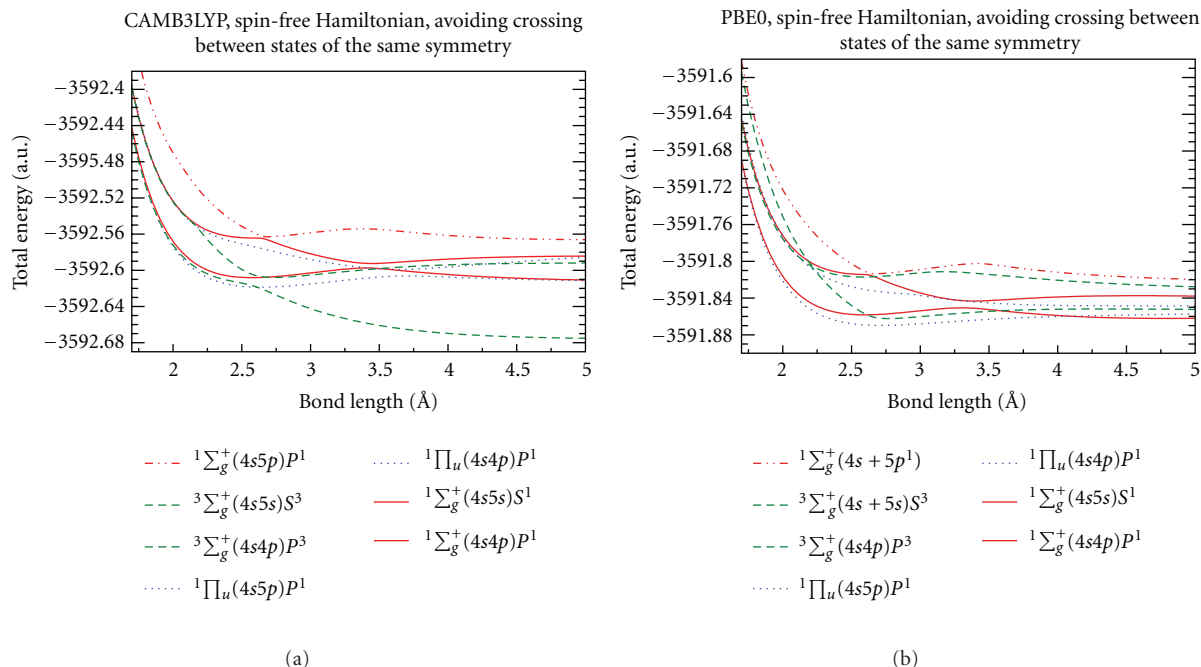 CAMB3LYP, spin-free Hamiltonian, avoiding crossing
between states of the same symmetry
Total energy (a.u.)
−3592.4
−3592.44
−3595.48
−3592.52
−3592.56
−3592.6
−3592.64
−3592.68
2 2.5 3 3.5 4 4.5 5
Bond length (Å)
¹∑g⁺(4s5p)P¹
³∑g⁺(4s5s)S³
³∑g⁺(4s4p)P³
¹∏u(4s5p)P¹
¹∏u(4s4p)P¹
¹∑g⁺(4s5s)S¹
¹∑g⁺(4s4p)P¹
(a)
PBE0, spin-free Hamiltonian, avoiding crossing between
states of the same symmetry
Total energy (a.u.)
−3591.6
−3591.64
−3591.68
−3591.72
−3591.76
−3591.8
−3591.84
−3591.88
2 2.5 3 3.5 4 4.5 5
Bond length (Å)
¹∑g⁺(4s + 5p¹)
³∑g⁺(4s + 5s)S³
³∑g⁺(4s4p)P³
¹∏u(4s5p)P¹
¹∏u(4s4p)P¹
¹∑g⁺(4s5s)S¹
¹∑g⁺(4s4p)P¹
(b)